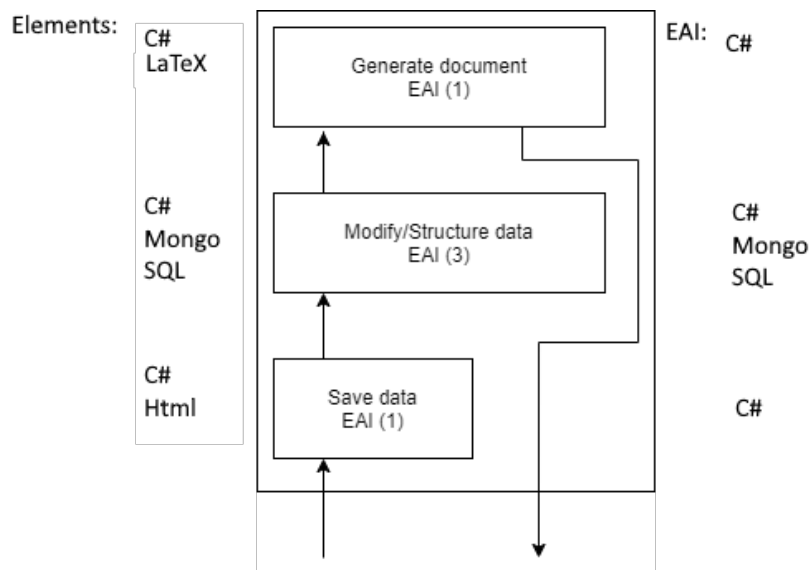 Elements:
C#
LaTeX
Generate document
EAI (1)
EAI:
C#
C#
Mongo
SQL
Modify/Structure data
EAI (3)
C#
Mongo
SQL
C#
Html
Save data
EAI (1)
C#